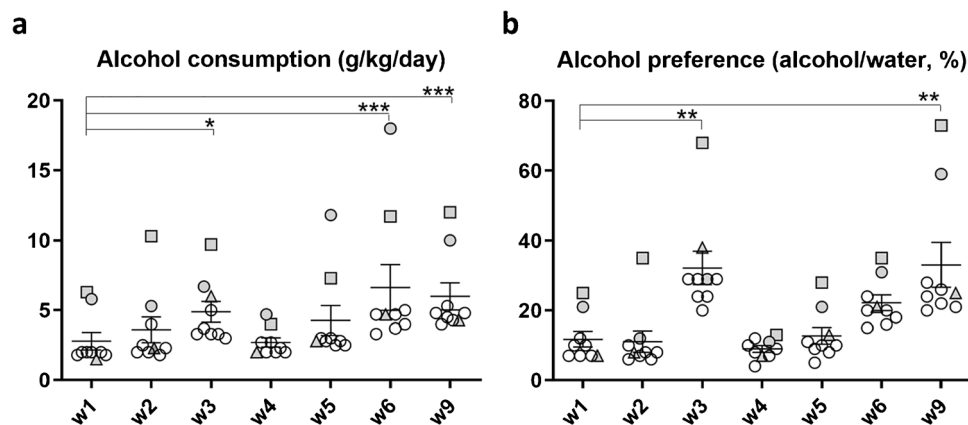 a
Alcohol consumption (g/kg/day)
***
***
*
20
15
10
5
0
w1 w2 w3 w4 w5 w6 w9
b
Alcohol preference (alcohol/water, %)
**
**
80
60
40
20
0
w1 w2 w3 w4 w5 w6 w9